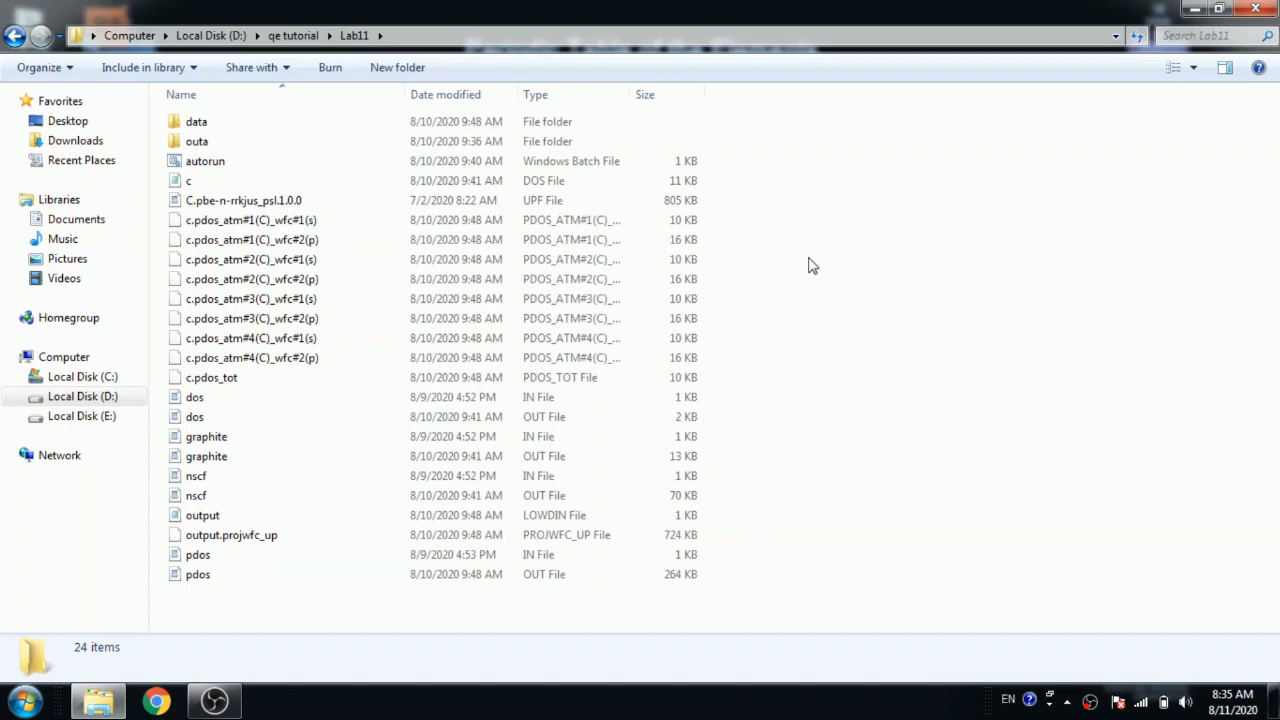 Computer Local Disk (D:) qe tutorial Lab11 Search Lab11
Organize Include in library Share with Burn New folder
Name Date modified Type Size
Favorites
Desktop
Downloads
Recent Places
Libraries
Documents
Music
Pictures
Videos
Homegroup
Computer
Local Disk (C:)
Local Disk (D:)
Local Disk (E:)
Network
data 8/10/2020 9:48 AM File folder
outa 8/10/2020 9:36 AM File folder
autorun 8/10/2020 9:40 AM Windows Batch File 1 KB
c 8/10/2020 9:41 AM DOS File 11 KB
C.pbe-n-rrkjus_psl.1.0.0 7/2/2020 8:22 AM UPF File 805 KB
c.pdos_atm#1(C)_wfc#1(s) 8/10/2020 9:48 AM PDOS_ATM#1(C)_... 10 KB
c.pdos_atm#1(C)_wfc#2(p) 8/10/2020 9:48 AM PDOS_ATM#1(C)_... 16 KB
c.pdos_atm#2(C)_wfc#1(s) 8/10/2020 9:48 AM PDOS_ATM#2(C)_... 10 KB
c.pdos_atm#2(C)_wfc#2(p) 8/10/2020 9:48 AM PDOS_ATM#2(C)_... 16 KB
c.pdos_atm#3(C)_wfc#1(s) 8/10/2020 9:48 AM PDOS_ATM#3(C)_... 10 KB
c.pdos_atm#3(C)_wfc#2(p) 8/10/2020 9:48 AM PDOS_ATM#3(C)_... 16 KB
c.pdos_atm#4(C)_wfc#1(s) 8/10/2020 9:48 AM PDOS_ATM#4(C)_... 10 KB
c.pdos_atm#4(C)_wfc#2(p) 8/10/2020 9:48 AM PDOS_ATM#4(C)_... 16 KB
c.pdos_tot 8/10/2020 9:48 AM PDOS_TOT File 10 KB
dos 8/9/2020 4:52 PM IN File 1 KB
dos 8/10/2020 9:41 AM OUT File 2 KB
graphite 8/9/2020 4:52 PM IN File 1 KB
graphite 8/10/2020 9:41 AM OUT File 13 KB
nscf 8/9/2020 4:52 PM IN File 1 KB
nscf 8/10/2020 9:41 AM OUT File 70 KB
output 8/10/2020 9:48 AM LOWDIN File 1 KB
output.projwfc_up 8/10/2020 9:48 AM PROJWFC_UP File 724 KB
pdos 8/9/2020 4:53 PM IN File 1 KB
pdos 8/10/2020 9:48 AM OUT File 264 KB
24 items
EN
8:35 AM
8/11/2020